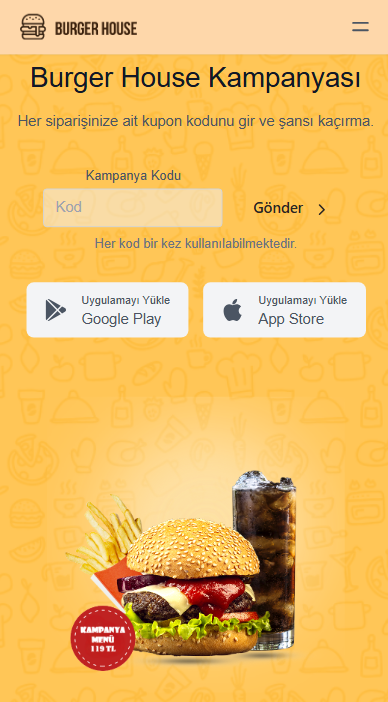 BURGER HOUSE
Burger House Kampanyası
Her siparişinize ait kupon kodunu gir ve şansı kaçırma.
Kampanya Kodu
Kod
Gönder
Her kod bir kez kullanılabilmektedir.
Uygulamayı Yükle
Google Play
Uygulamayı Yükle
App Store
KAMPANYA
MENÜ
119 TL